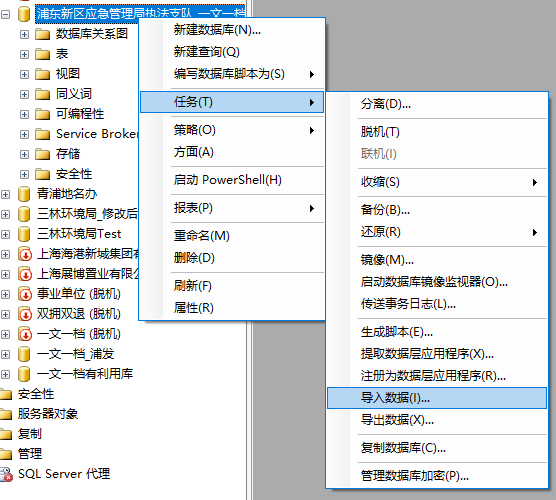 浦东新区应急管理局执法支队_一文一档
数据库关系图
表
视图
同义词
可编程性
Service Broker
存储
安全性
青浦地名办
三林环境局_修改后
三林环境局Test
上海海港新城集团有
上海展博置业有限公
事业单位 (脱机)
双拥双退 (脱机)
一文一档 (脱机)
一文一档_浦发
一文一档有利用库
安全性
服务器对象
复制
管理
SQL Server 代理
新建数据库(N)...
新建查询(Q)
编写数据库脚本为(S)
任务(T)
策略(O)
方面(A)
启动 PowerShell(H)
报表(P)
重命名(M)
删除(D)
刷新(F)
属性(R)
分离(D)...
脱机(T)
联机(I)
收缩(S)
备份(B)...
还原(R)
镜像(M)...
启动数据库镜像监视器(O)...
传送事务日志(L)...
生成脚本(E)...
提取数据层应用程序(X)...
注册为数据层应用程序(R)...
导入数据(I)...
导出数据(X)...
复制数据库(C)...
管理数据库加密(P)...